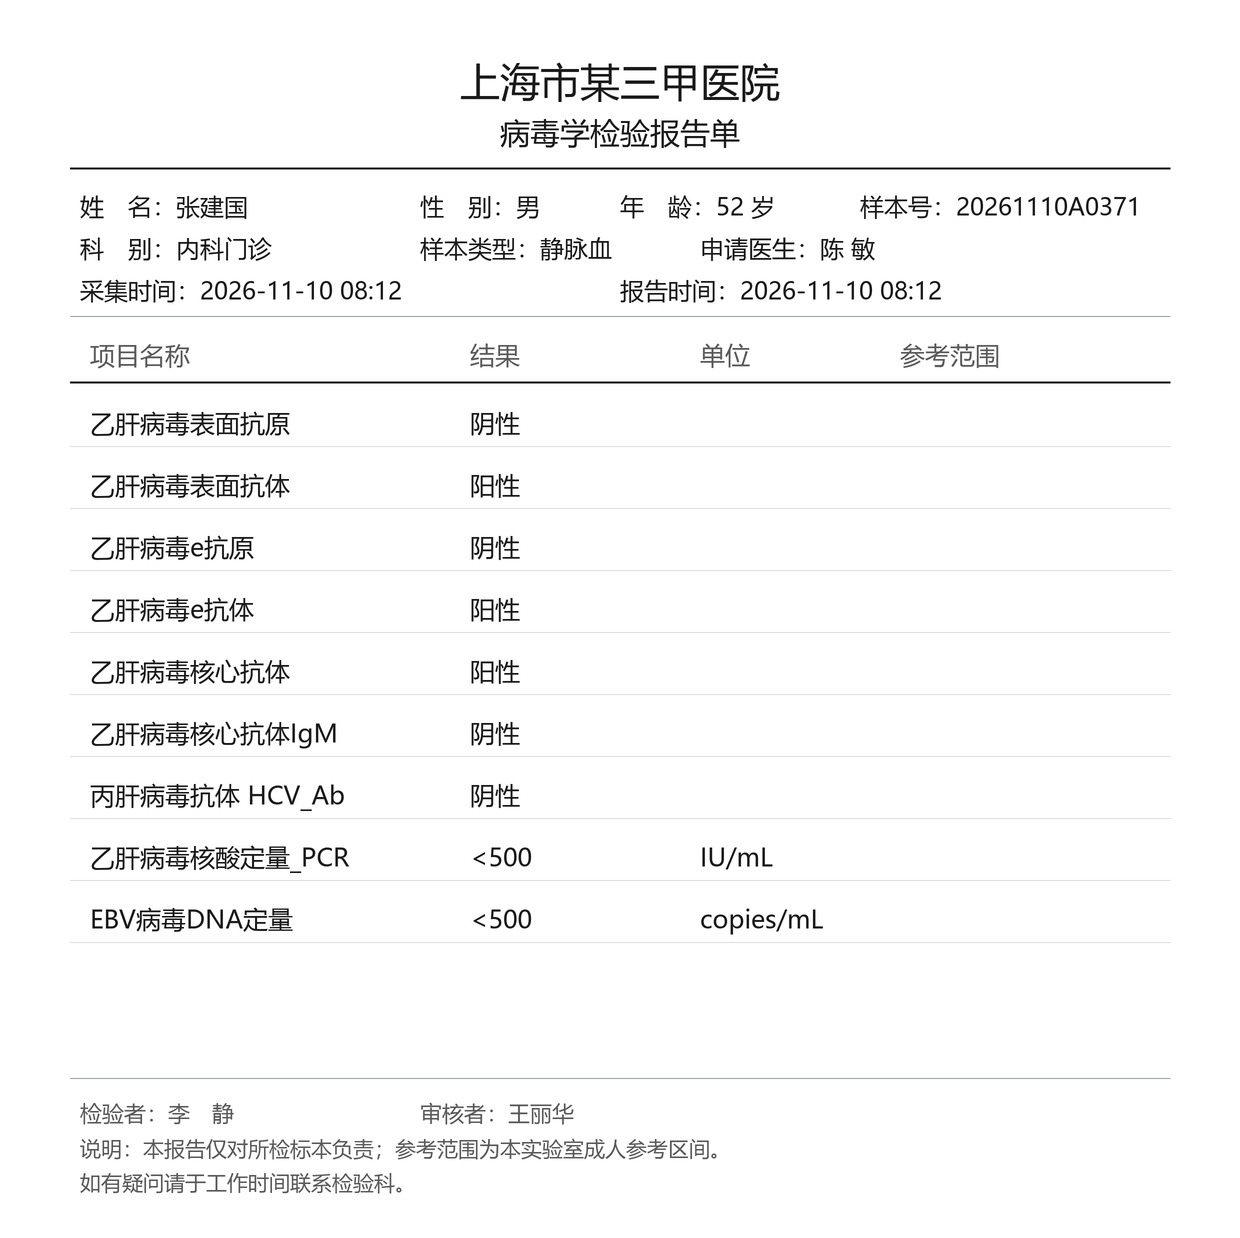 上海市某三甲医院
病毒学检验报告单
姓 名：张建国 性 别：男 年 龄：52 岁 样本号：20261110A0371
科 别：内科门诊 样本类型：静脉血 申请医生：陈 敏
采集时间：2026-11-10 08:12 报告时间：2026-11-10 08:12
项目名称 结果 单位 参考范围
乙肝病毒表面抗原 阴性
乙肝病毒表面抗体 阳性
乙肝病毒e抗原 阴性
乙肝病毒e抗体 阳性
乙肝病毒核心抗体 阳性
乙肝病毒核心抗体IgM 阴性
丙肝病毒抗体 HCV_Ab 阴性
乙肝病毒核酸定量_PCR <500 IU/mL
EBV病毒DNA定量 <500 copies/mL
检验者：李 静 审核者：王丽华
说明：本报告仅对所检标本负责；参考范围为本实验室成人参考区间。
如有疑问请于工作时间联系检验科。